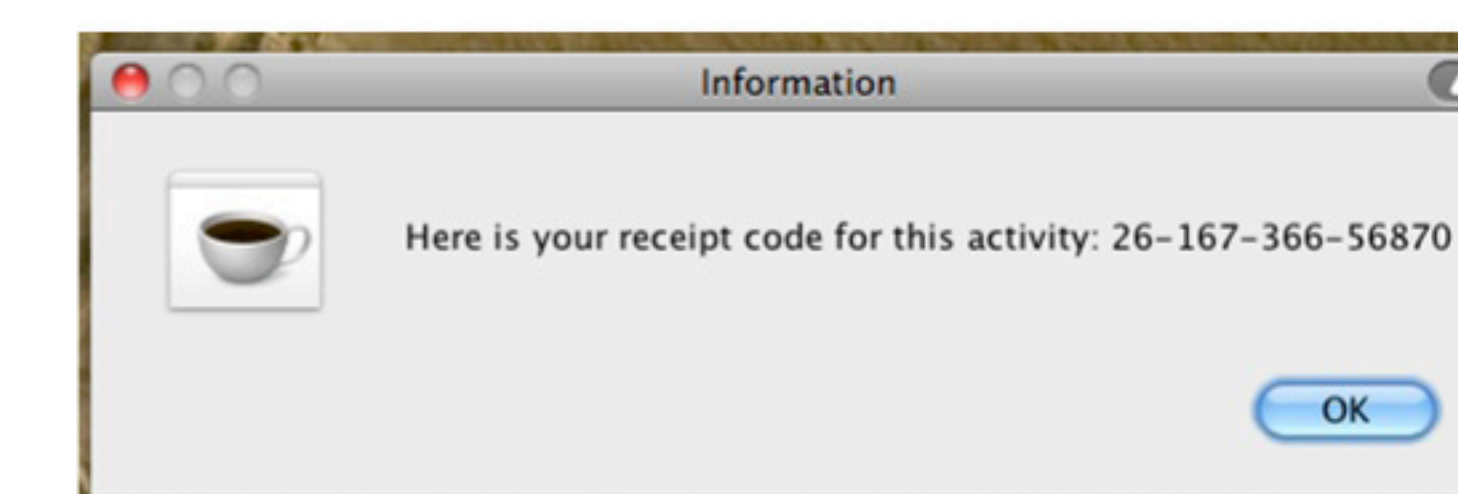 Information
Here is your receipt code for this activity: 26-167-366-56870
OK